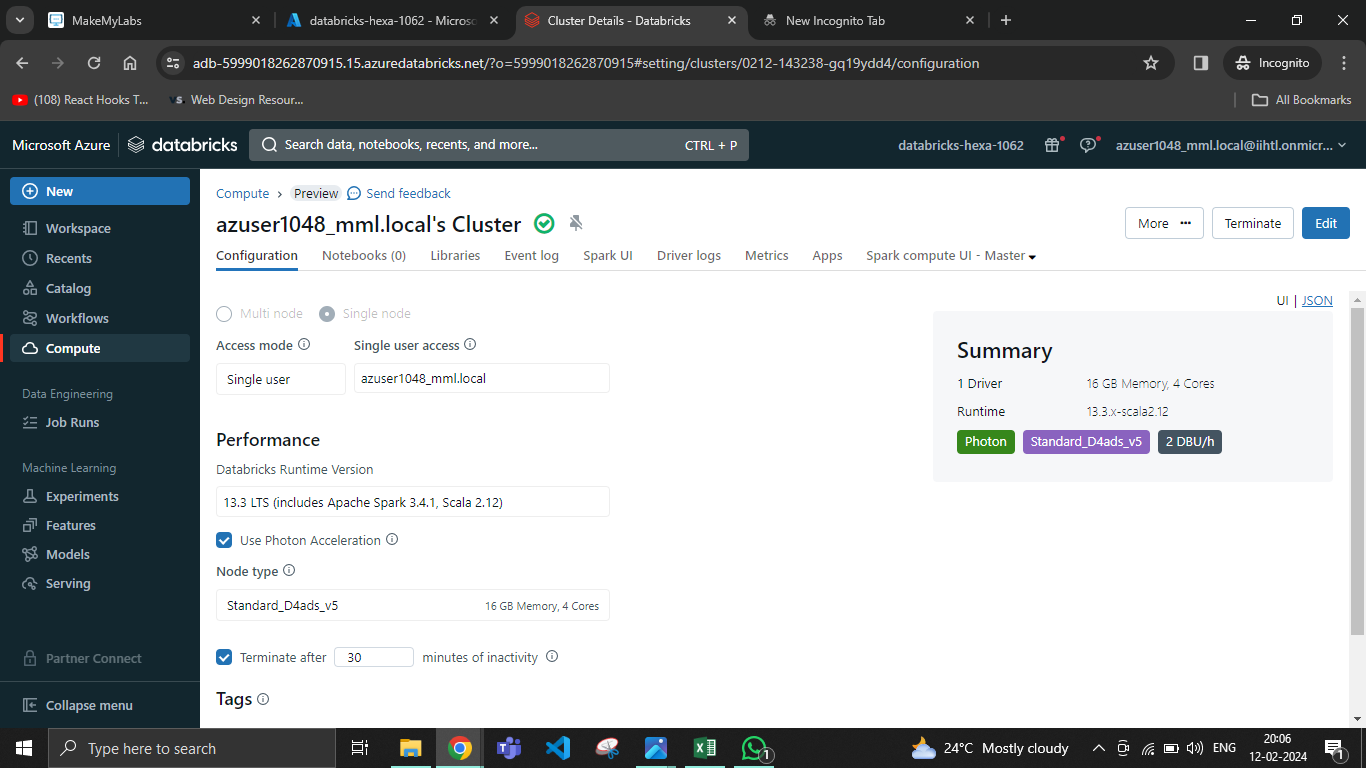 MakeMyLabs
databricks-hexa-1062 - Microso
Cluster Details - Databricks
New Incognito Tab
adb-5999018262870915.15.azuredatabricks.net/?o=5999018262870915#setting/clusters/0212-143238-gq19ydd4/configuration
Incognito
(108) React Hooks T...
Web Design Resour...
All Bookmarks
Microsoft Azure
databricks
Search data, notebooks, recents, and more...
CTRL + P
databricks-hexa-1062
azuser1048_mml.local@iihtl.onmicr...
New
Workspace
Recents
Catalog
Workflows
Compute
Data Engineering
Job Runs
Machine Learning
Experiments
Features
Models
Serving
Partner Connect
Collapse menu
Compute > Preview Send feedback
azuser1048_mml.local's Cluster
More ···
Terminate
Edit
Configuration
Notebooks (0)
Libraries
Event log
Spark UI
Driver logs
Metrics
Apps
Spark compute UI - Master
UI | JSON
Multi node
Single node
Access mode
Single user access
Single user
azuser1048_mml.local
Performance
Databricks Runtime Version
13.3 LTS (includes Apache Spark 3.4.1, Scala 2.12)
Use Photon Acceleration
Node type
Standard_D4ads_v5
16 GB Memory, 4 Cores
Terminate after 30 minutes of inactivity
Tags
Summary
1 Driver
16 GB Memory, 4 Cores
Runtime
13.3.x-scala2.12
Photon
Standard_D4ads_v5
2 DBU/h
Type here to search
1
24°C Mostly cloudy
ENG
20:06
12-02-2024
1